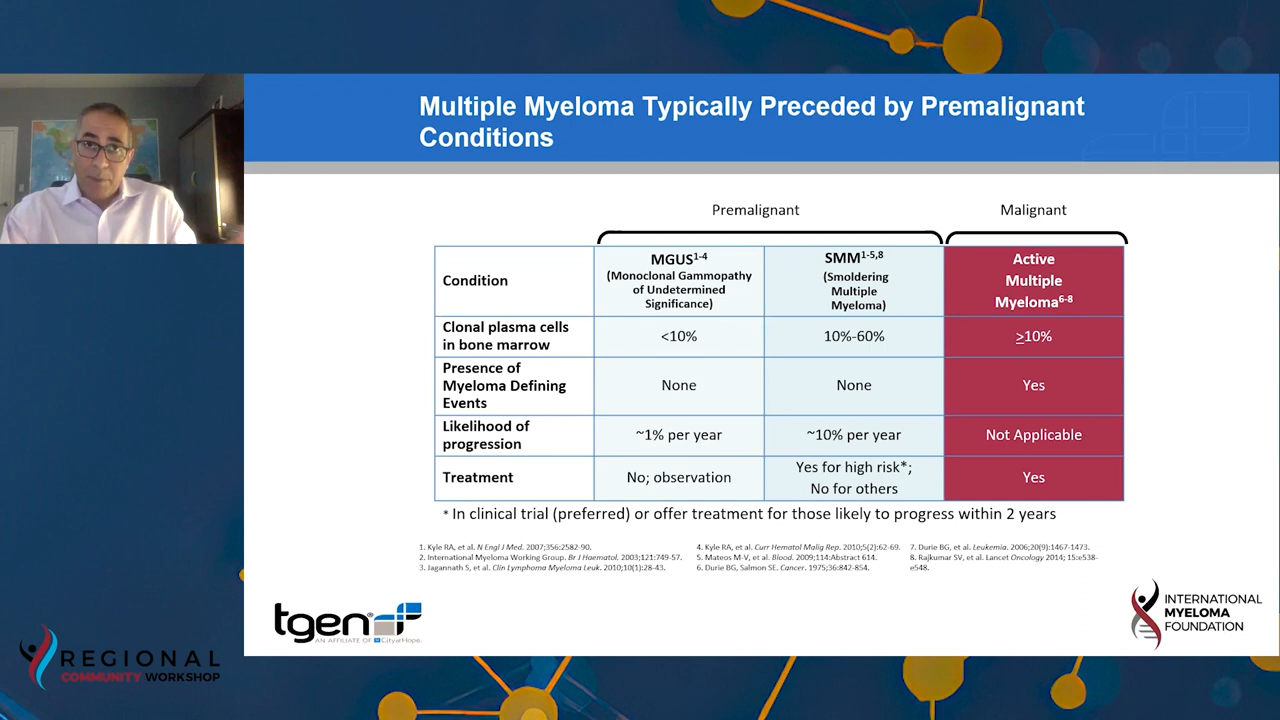 Multiple Myeloma Typically Preceded by Premalignant
Conditions
Premalignant
Malignant
Condition
MGUS1-4
(Monoclonal Gammopathy
of Undetermined
Significance)
SMM1-5,8
(Smoldering
Multiple
Myeloma)
Active
Multiple
Myeloma6-8
Clonal plasma cells
in bone marrow
<10%
10%-60%
≥10%
Presence of
Myeloma Defining
Events
None
None
Yes
Likelihood of
progression
~1% per year
~10% per year
Not Applicable
Treatment
No; observation
Yes for high risk*;
No for others
Yes
* In clinical trial (preferred) or offer treatment for those likely to progress within 2 years
1. Kyle RA, et al. N Engl J Med. 2007;356:2582-90.
2. International Myeloma Working Group. Br J Haematol. 2003;121:749-57.
3. Jagannath S, et al. Clin Lymphoma Myeloma Leuk. 2010;10(1):28-43.
4. Kyle RA, et al. Curr Hematol Malig Rep. 2010;5(2):62-69.
5. Mateos M-V, et al. Blood. 2009;114:Abstract 614.
6. Durie BG, Salmon SE. Cancer. 1975;36:842-854.
7. Durie BG, et al. Leukemia. 2006;20(9):1467-1473.
8. Rajkumar SV, et al. Lancet Oncology 2014; 15:e538-
e548.
tgen®
AN AFFILIATE OF City of Hope.
INTERNATIONAL
MYELOMA
FOUNDATION
REGIONAL
COMMUNITY WORKSHOP